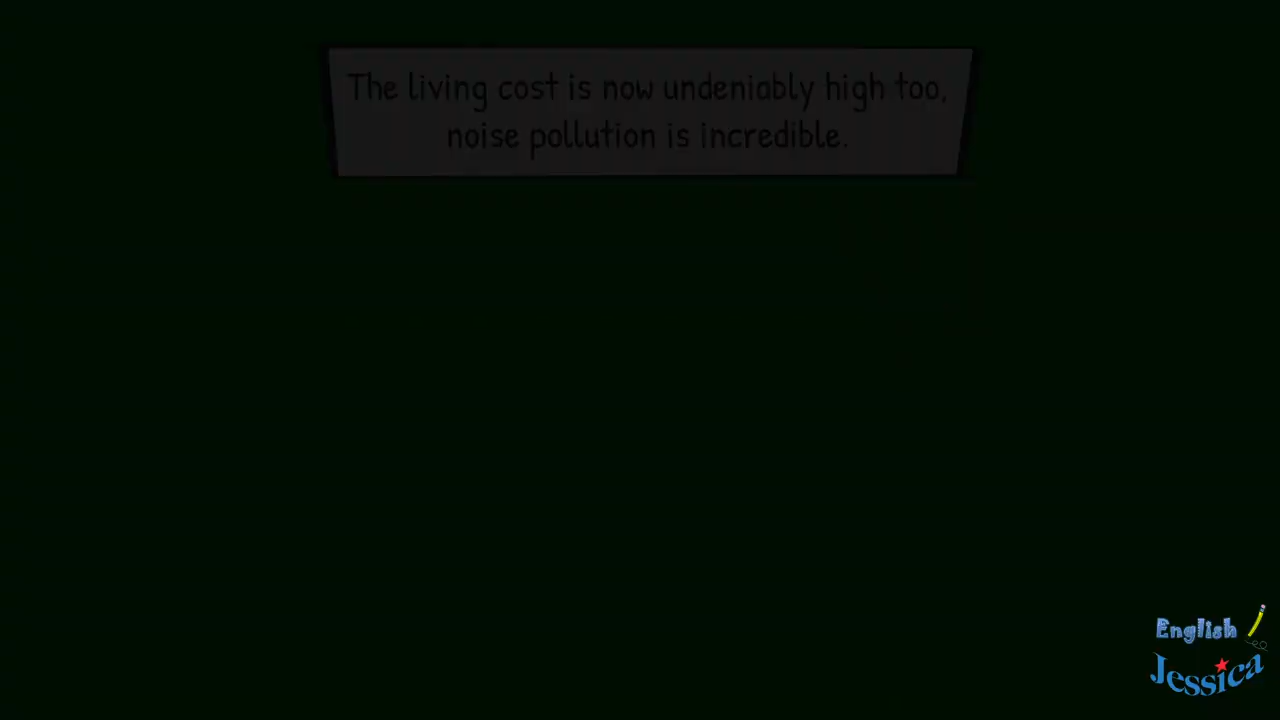 The living cost is now undeniably high too,
noise pollution is incredible.
English
Jessica